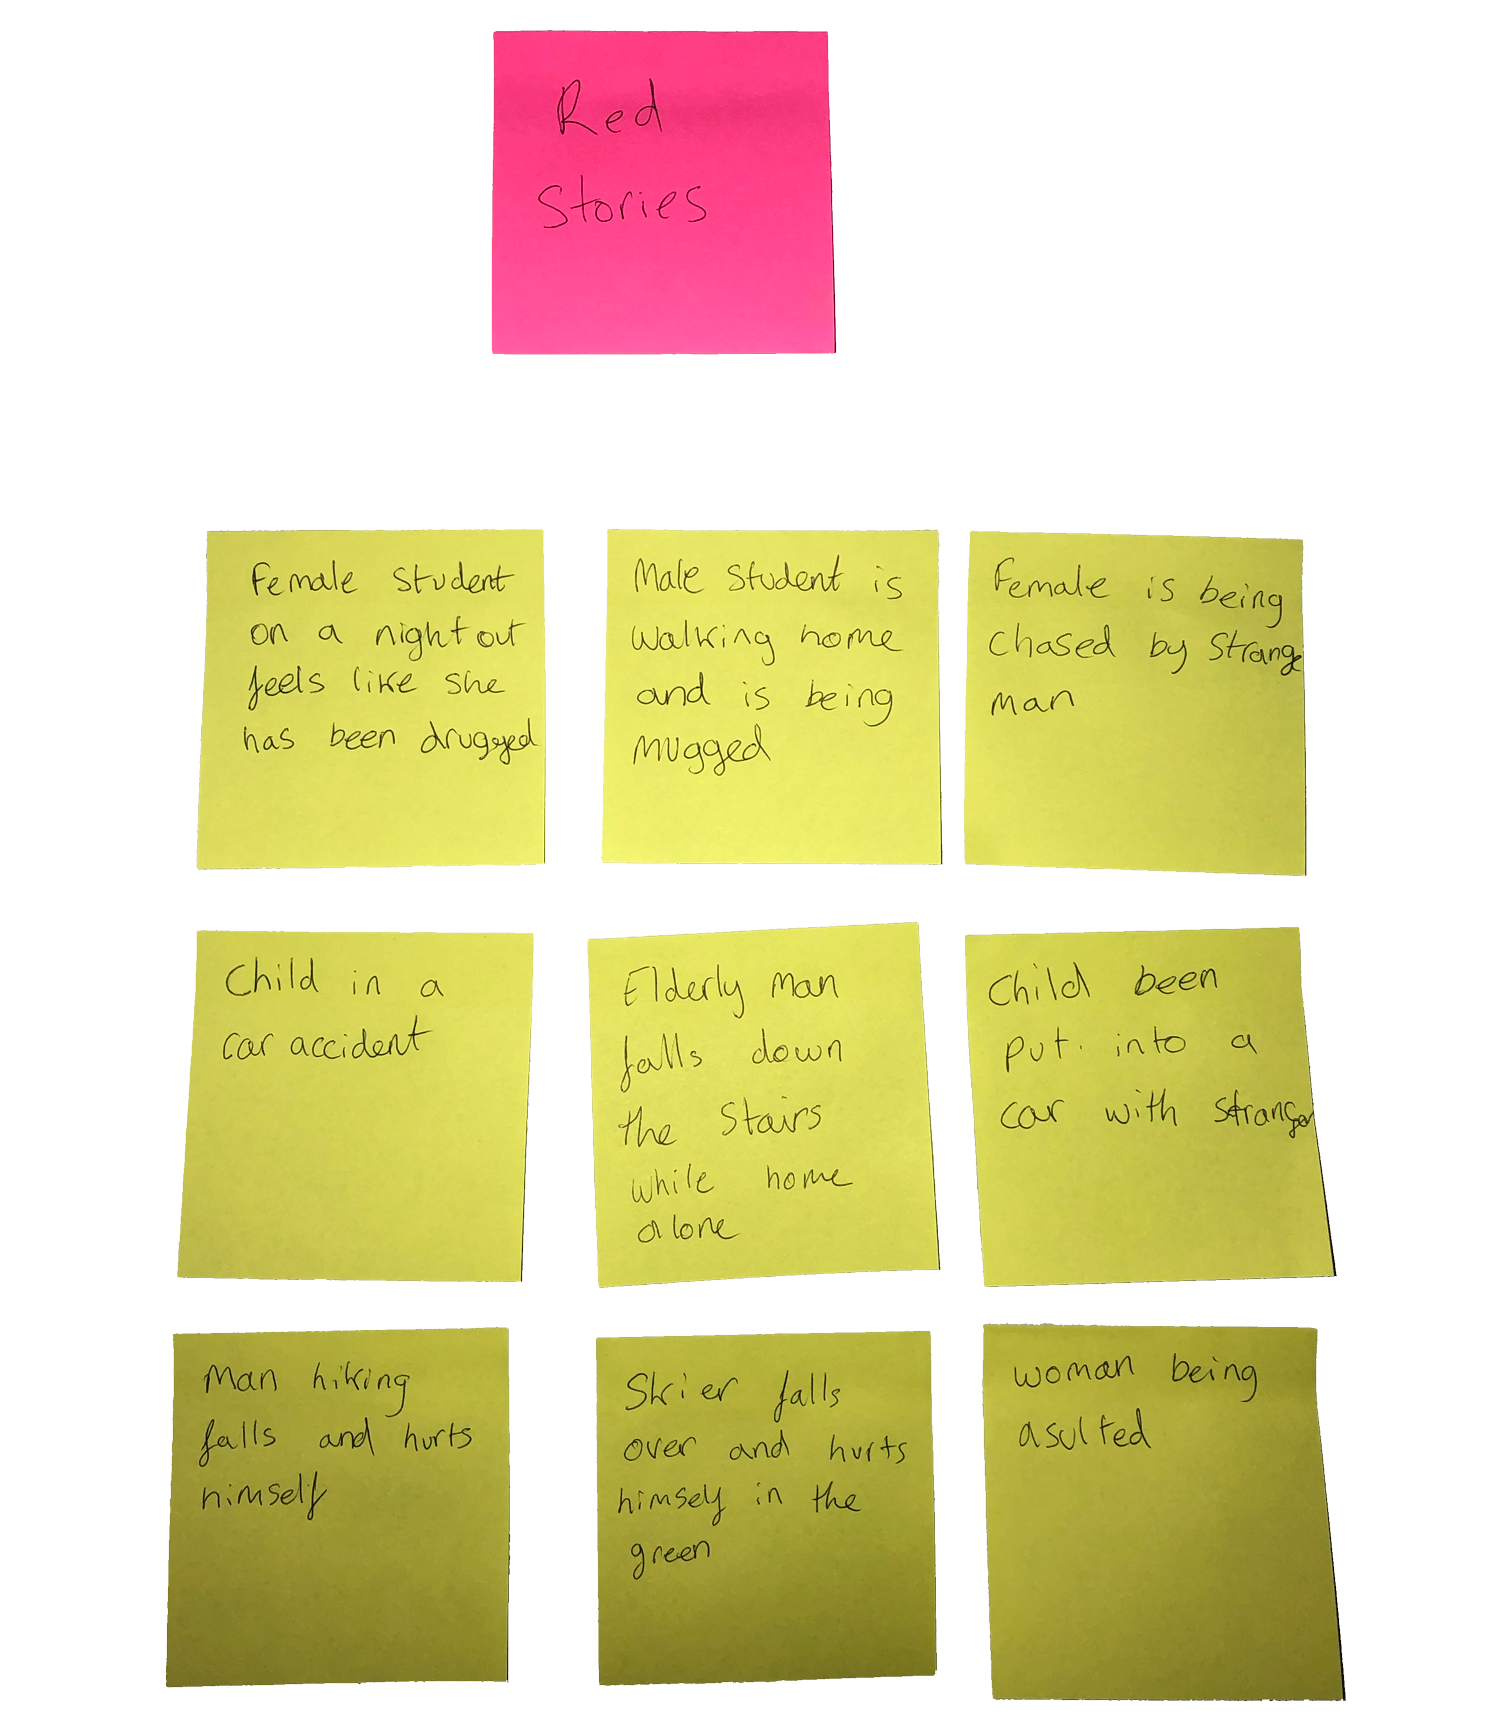 Red
Stories
Female student
on a night out
feels like she
has been drugged
Male student is
walking home
and is being
mugged
Female is being
chased by strange
man
Child in a
car accident
Elderly man
falls down
the stairs
while home
alone
Child been
put into a
car with stranger
Man hiking
falls and hurts
himself
Skier falls
over and hurts
himself in the
green
woman being
asulted